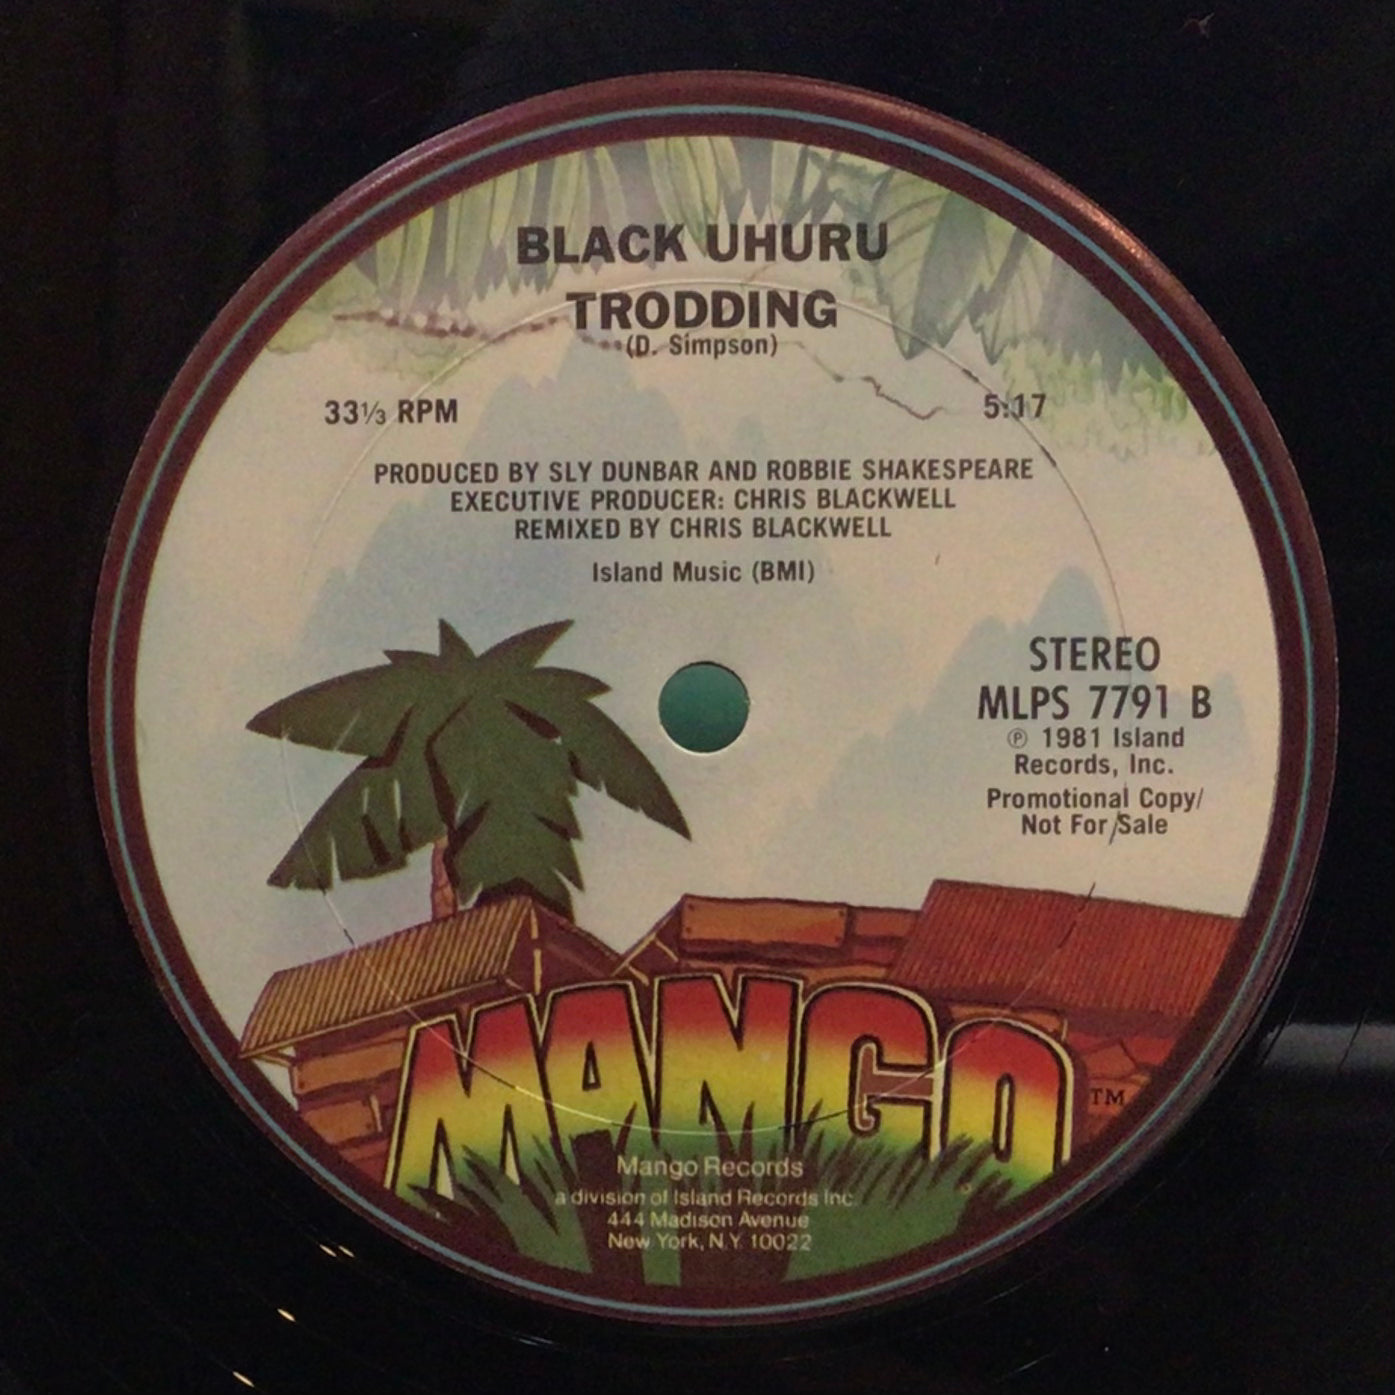 BLACK UHURU
TRODDING
(D. Simpson)
33⅓ RPM
5:17
PRODUCED BY SLY DUNBAR AND ROBBIE SHAKESPEARE
EXECUTIVE PRODUCER: CHRIS BLACKWELL
REMIXED BY CHRIS BLACKWELL
Island Music (BMI)
STEREO
MLPS 7791 B
℗ 1981 Island
Records, Inc.
Promotional Copy/
Not For Sale
MANGO TM
Mango Records
a division of Island Records Inc.
444 Madison Avenue
New York, N.Y. 10022